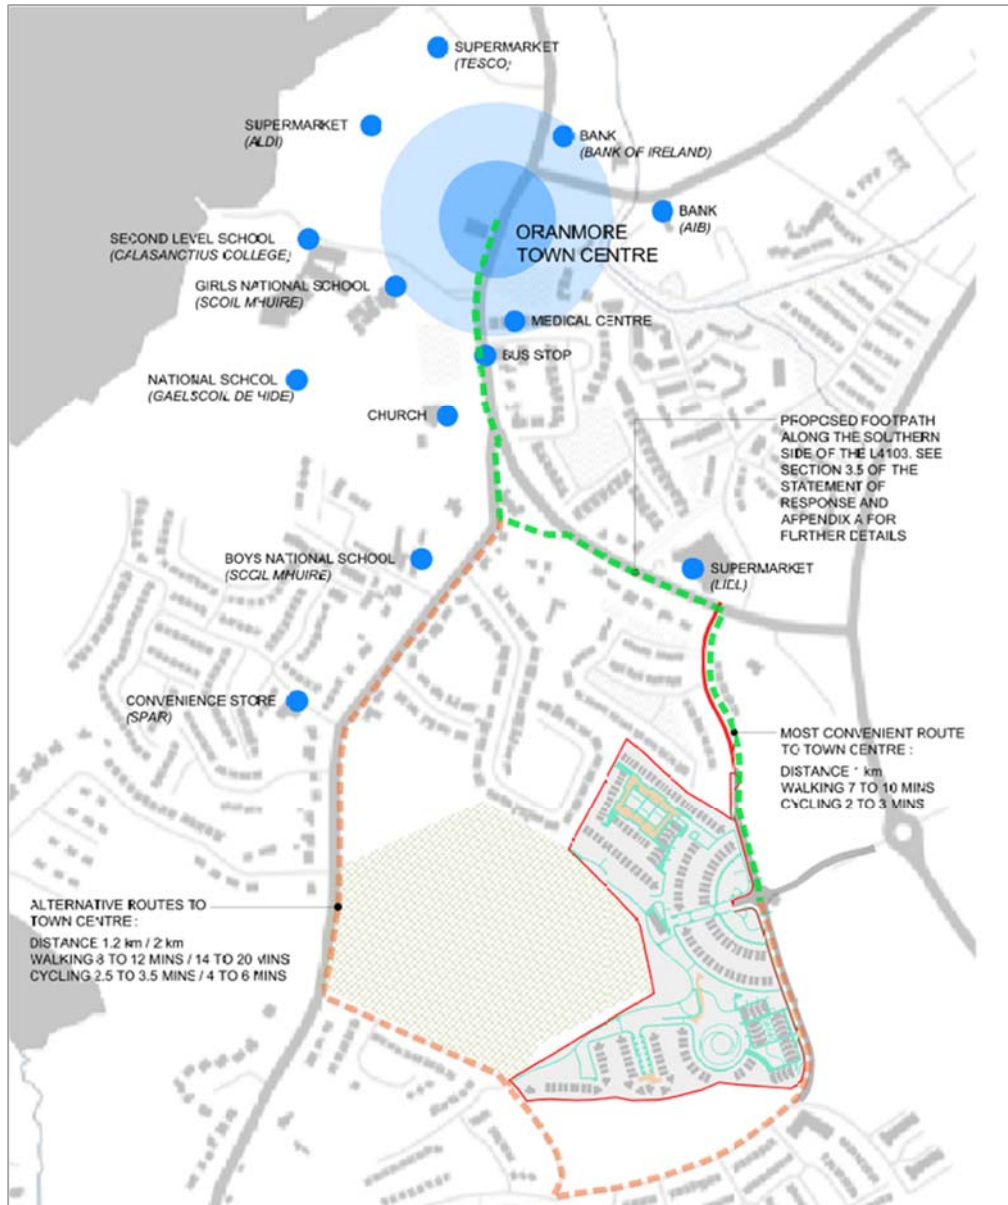 SUPERMARKET
(TESCO)
SUPERMARKET
(ALDI)
BANK
(BANK OF IRELAND)
BANK
(AIB)
ORANMORE
TOWN CENTRE
SECOND LEVEL SCHOOL
(CALASANCTIUS COLLEGE)
GIRLS NATIONAL SCHOOL
(SCOIL MHUIRE)
MEDICAL CENTRE
BUS STOP
NATIONAL SCHOOL
(GAELSCOIL DE HIDE)
CHURCH
PROPOSED FOOTPATH
ALONG THE SOUTHERN
SIDE OF THE L4103. SEE
SECTION 3.5 OF THE
STATEMENT OF
RESPONSE AND
APPENDIX A FOR
FURTHER DETAILS
BOYS NATIONAL SCHOOL
(SCOIL MHUIRE)
SUPERMARKET
(LIDL)
CONVENIENCE STORE
(SPAR)
MOST CONVENIENT ROUTE
TO TOWN CENTRE :
DISTANCE 1 km
WALKING 7 TO 10 MINS
CYCLING 2 TO 3 MINS
ALTERNATIVE ROUTES TO
TOWN CENTRE :
DISTANCE 1.2 km / 2 km
WALKING 8 TO 12 MINS / 14 TO 20 MINS
CYCLING 2.5 TO 3.5 MINS / 4 TO 6 MINS